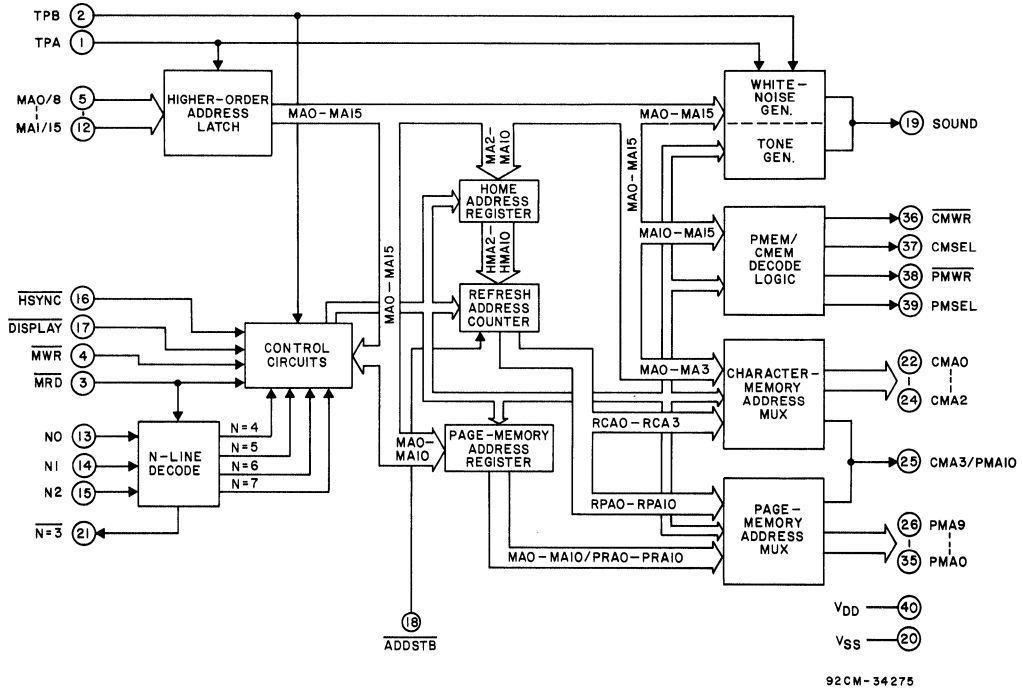 TPB 2
TPA 1
MA0/8 5
MA1/15 12
HIGHER-ORDER
ADDRESS
LATCH
MA0-MA15
MA2-
MA10
MA0-MA15
MA0-MA15
MA0-MA15
WHITE-
NOISE
GEN.
TONE
GEN.
19 SOUND
HOME
ADDRESS
REGISTER
HMA2-
HMA10
REFRESH
ADDRESS
COUNTER
MA10-MA15
PMEM/
CMEM
DECODE
LOGIC
36 CMWR
37 CMSEL
38 PMWR
39 PMSEL
HSYNC 16
DISPLAY 17
MWR 4
MRD 3
CONTROL
CIRCUITS
N0 13
N1 14
N2 15
N=3 21
N-LINE
DECODE
N=4
N=5
N=6
N=7
MA0-
MA10
PAGE-MEMORY
ADDRESS
REGISTER
MA0-MA3
RCA0-RCA3
CHARACTER-
MEMORY
ADDRESS
MUX
22 CMA0
24 CMA2
25 CMA3/PMA10
RPA0-RPA10
MA0-MA10/PRA0-PRA10
PAGE-
MEMORY
ADDRESS
MUX
26 PMA9
35 PMA0
18
ADDSTB
VDD 40
VSS 20
92CM-34275